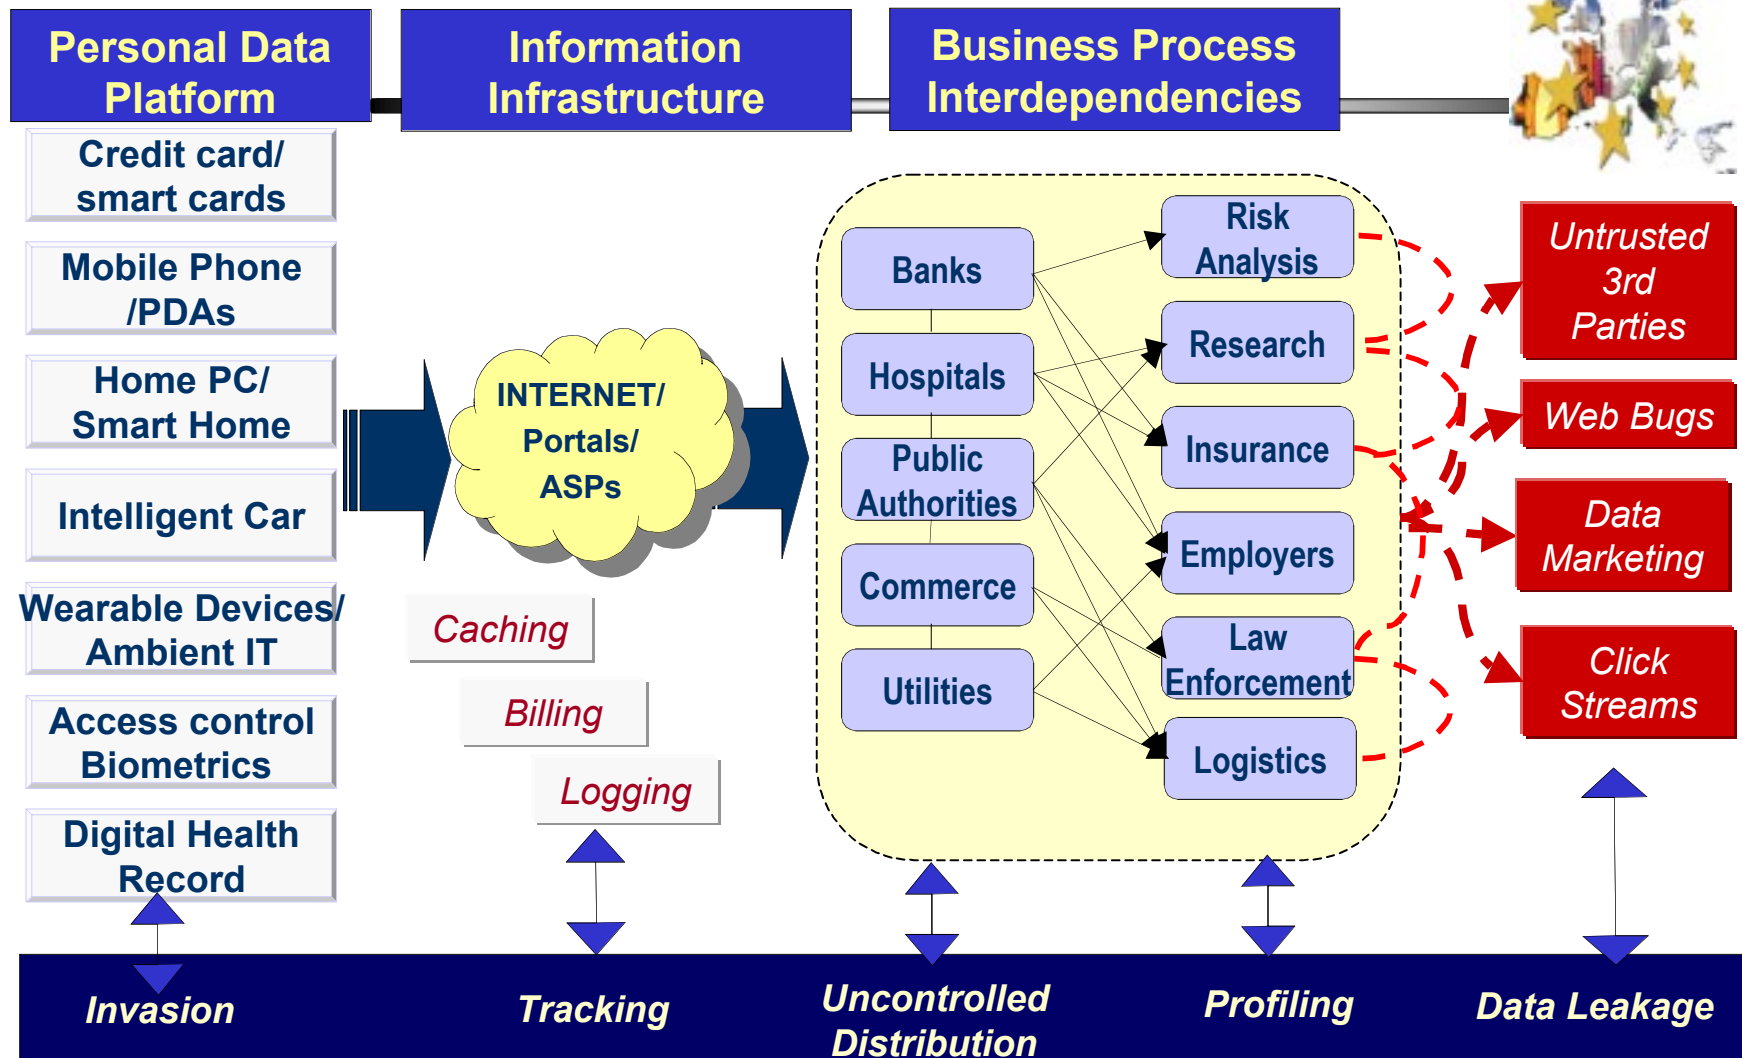 Personal Data
Platform
Information
Infrastructure
Business Process
Interdependencies
Credit card/
smart cards
Mobile Phone
/PDAs
Home PC/
Smart Home
Intelligent Car
Wearable Devices/
Ambient IT
Access control
Biometrics
Digital Health
Record
INTERNET/
Portals/
ASPs
Caching
Billing
Logging
Banks
Hospitals
Public
Authorities
Commerce
Utilities
Risk
Analysis
Research
Insurance
Employers
Law
Enforcement
Logistics
Untrusted
3rd
Parties
Web Bugs
Data
Marketing
Click
Streams
Invasion
Tracking
Uncontrolled
Distribution
Profiling
Data Leakage